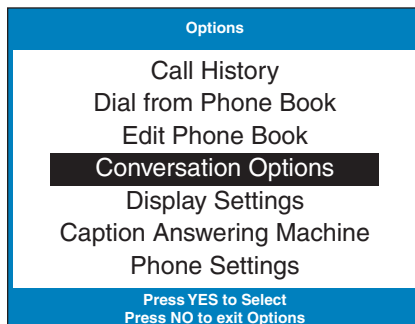 Options
Call History
Dial from Phone Book
Edit Phone Book
Conversation Options
Display Settings
Caption Answering Machine
Phone Settings
Press YES to Select
Press NO to exit Options